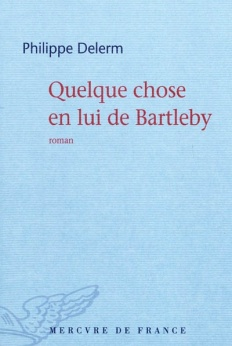 Philippe Delerm
Quelque chose
en lui de Bartleby
roman
MERCVRE DE FRANCE